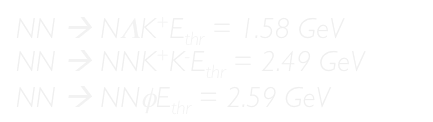 NN → NΛK⁺E_thr = 1.58 GeV
NN → NNK⁺K⁻E_thr = 2.49 GeV
NN → NNϕE_thr = 2.59 GeV